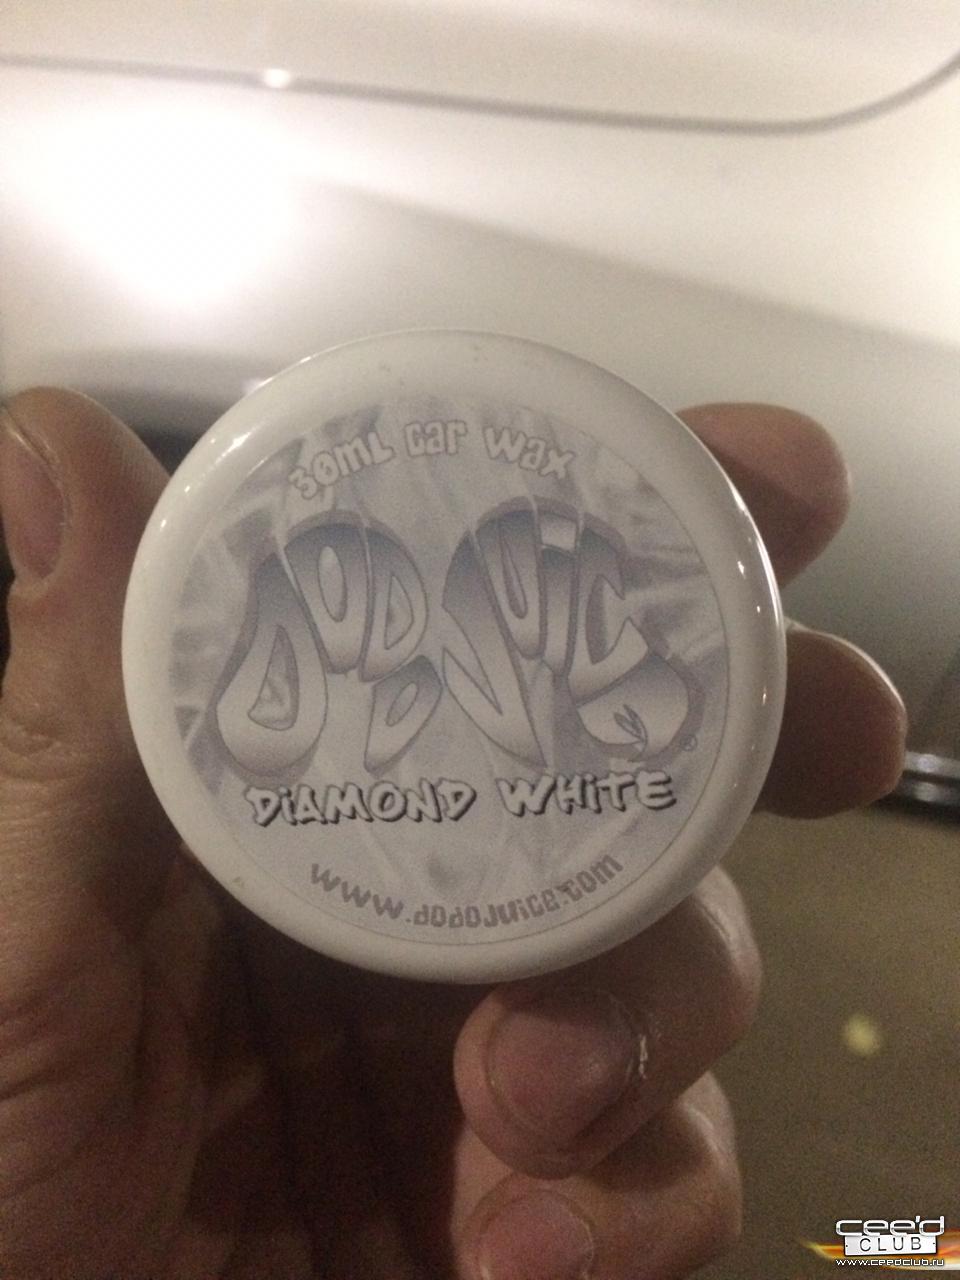 30ml car wax
DODO JUICE
®
DiAMOND WHiTE
www.dodojuice.com
cee'd
CLUB
www.ceedclub.ru